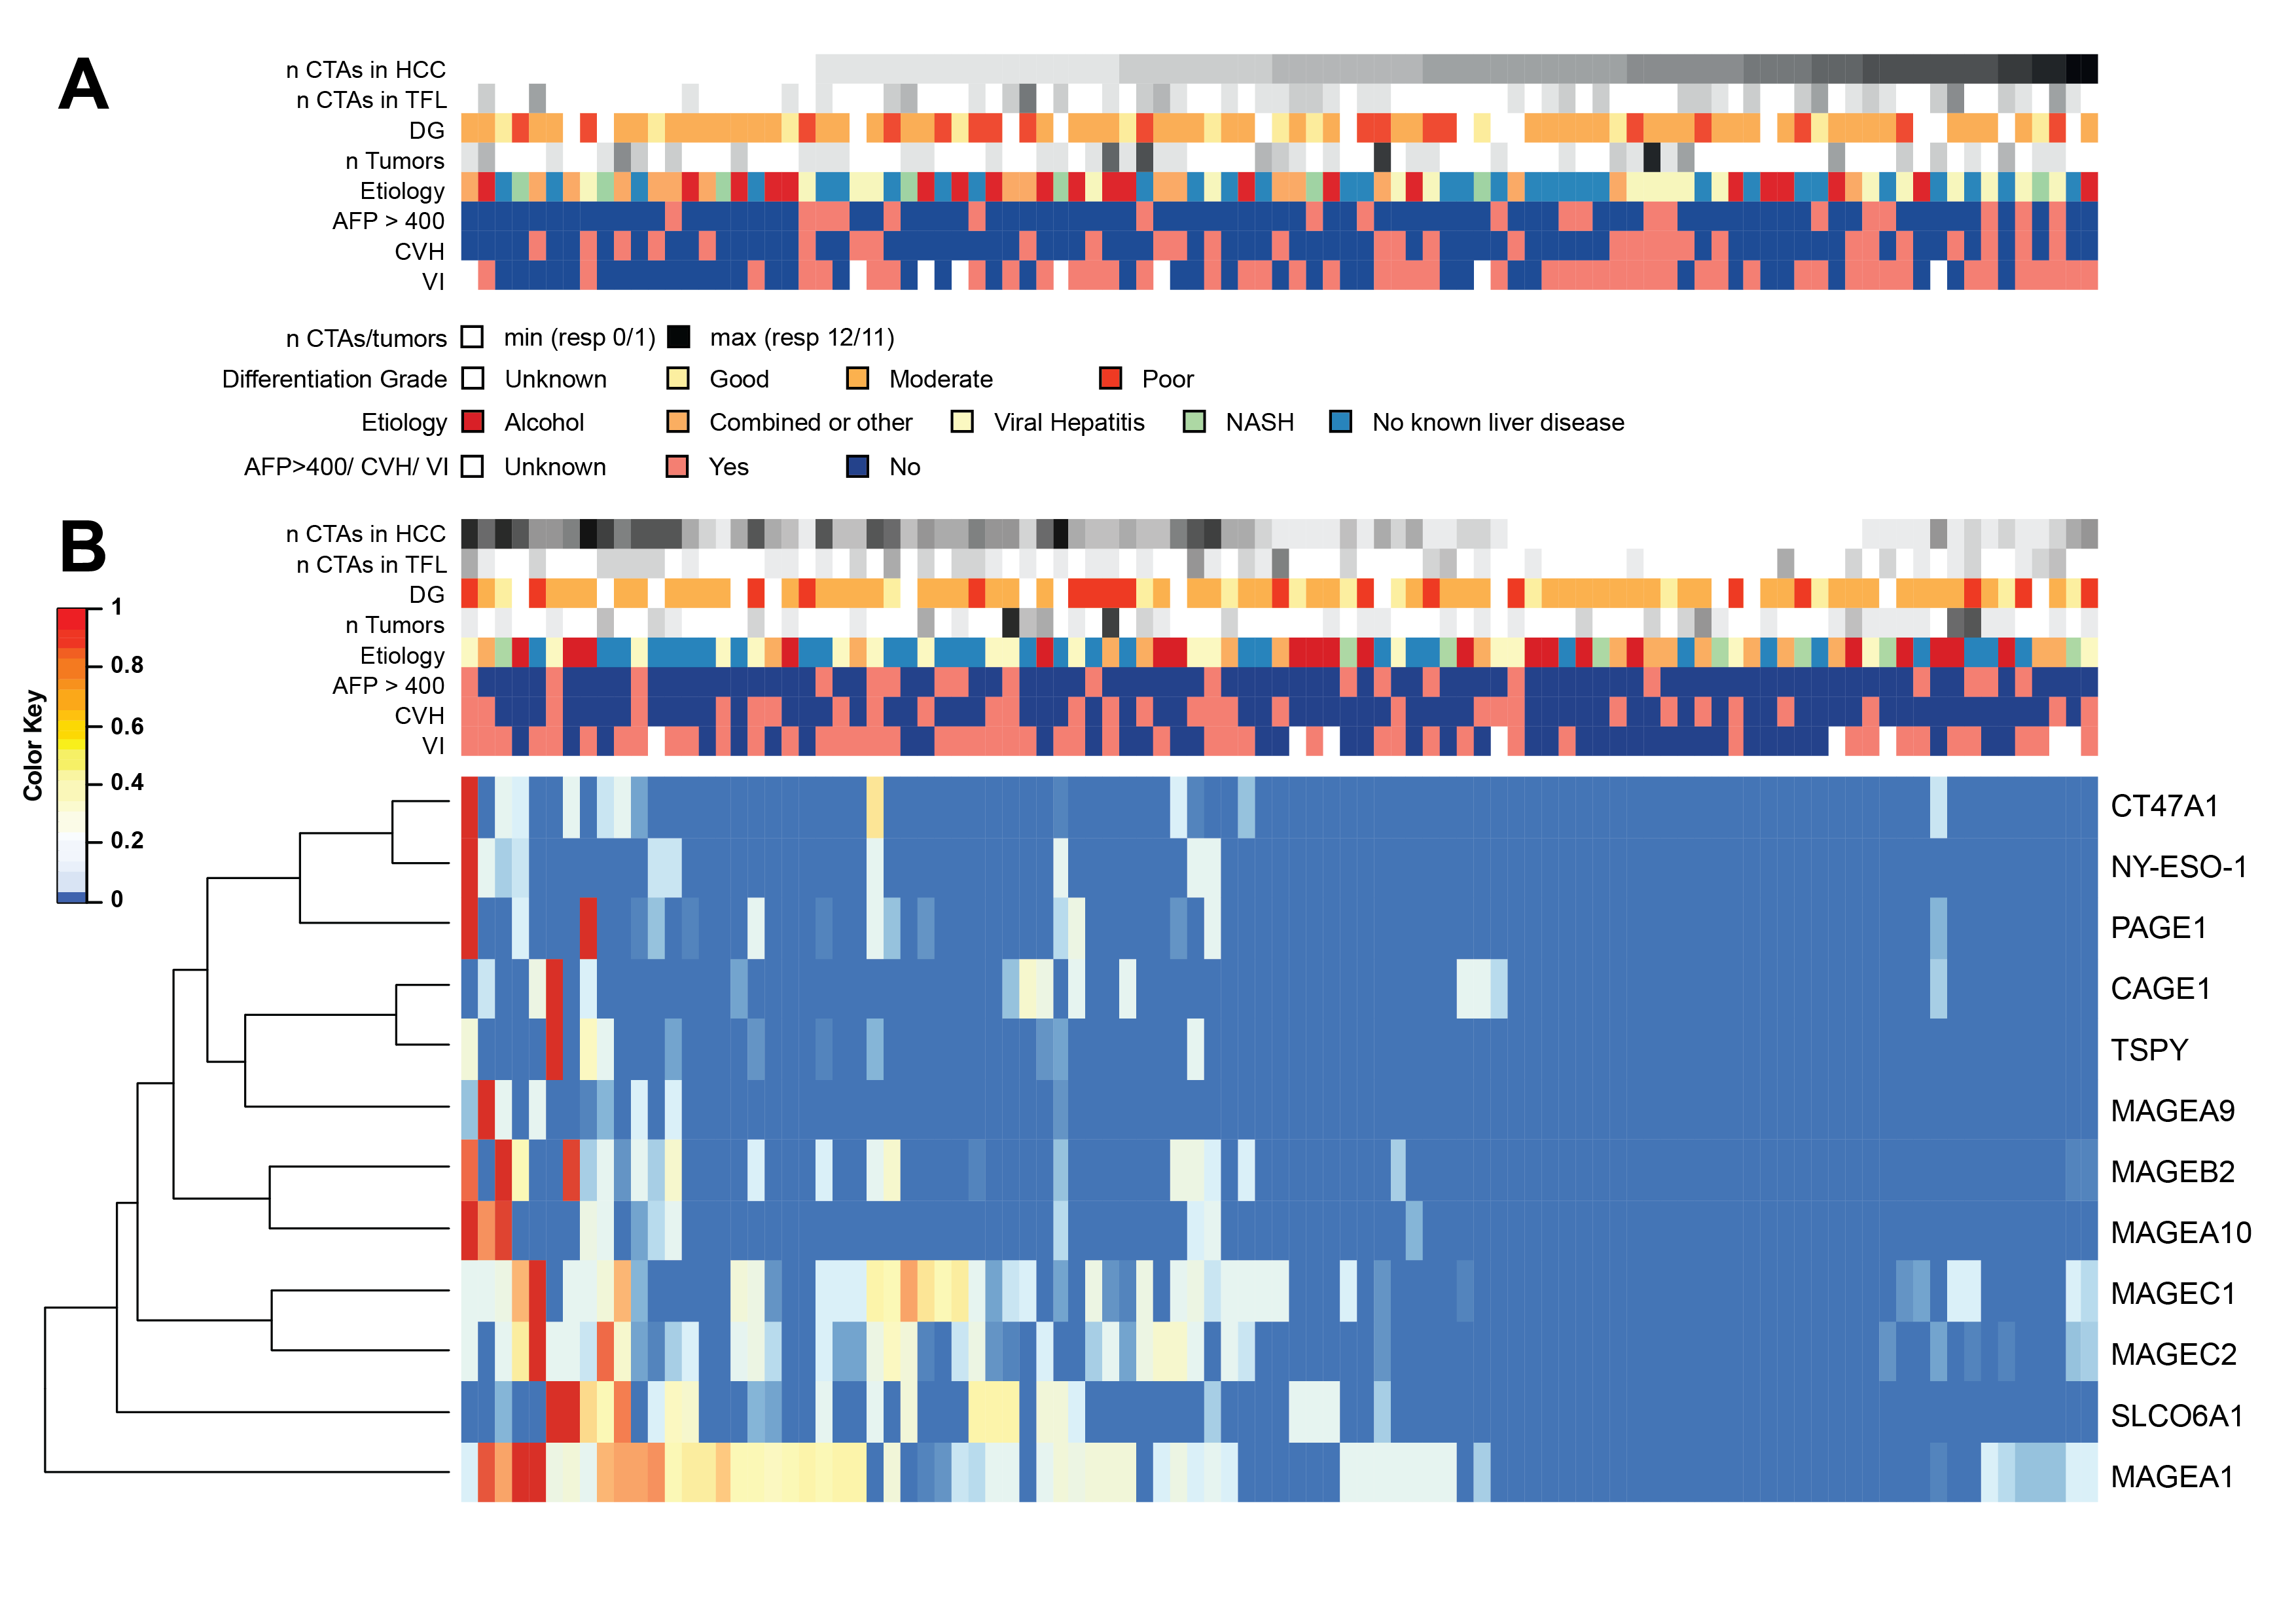 A
n CTAs in HCC
n CTAs in TFL
DG
n Tumors
Etiology
AFP > 400
CVH
VI
n CTAs/tumors min (resp 0/1) max (resp 12/11)
Differentiation Grade Unknown Good Moderate Poor
Etiology Alcohol Combined or other Viral Hepatitis NASH No known liver disease
AFP>400/ CVH/ VI Unknown Yes No
B
n CTAs in HCC
n CTAs in TFL
DG
n Tumors
Etiology
AFP > 400
CVH
VI
Color Key
1
0.8
0.6
0.4
0.2
0
CT47A1
NY-ESO-1
PAGE1
CAGE1
TSPY
MAGEA9
MAGEB2
MAGEA10
MAGEC1
MAGEC2
SLCO6A1
MAGEA1